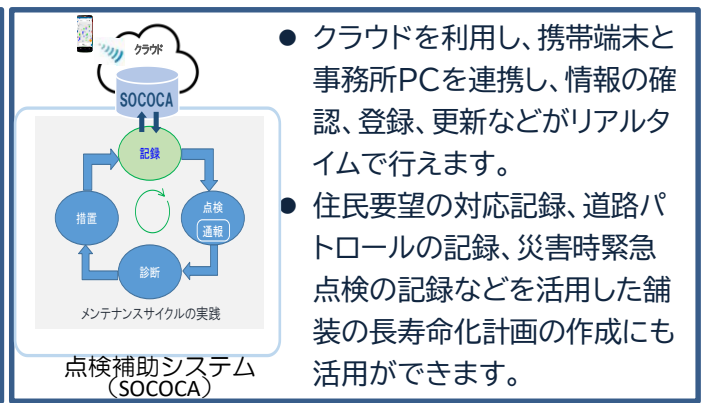 クラウド
SOCOCA
記録
点検
通報
診断
措置
メンテナンスサイクルの実践
点検補助システム
（SOCOCA）
● クラウドを利用し、携帯端末と
事務所PCを連携し、情報の確
認、登録、更新などがリアルタ
イムで行えます。
● 住民要望の対応記録、道路パ
トロールの記録、災害時緊急
点検の記録などを活用した舗
装の長寿命化計画の作成にも
活用ができます。